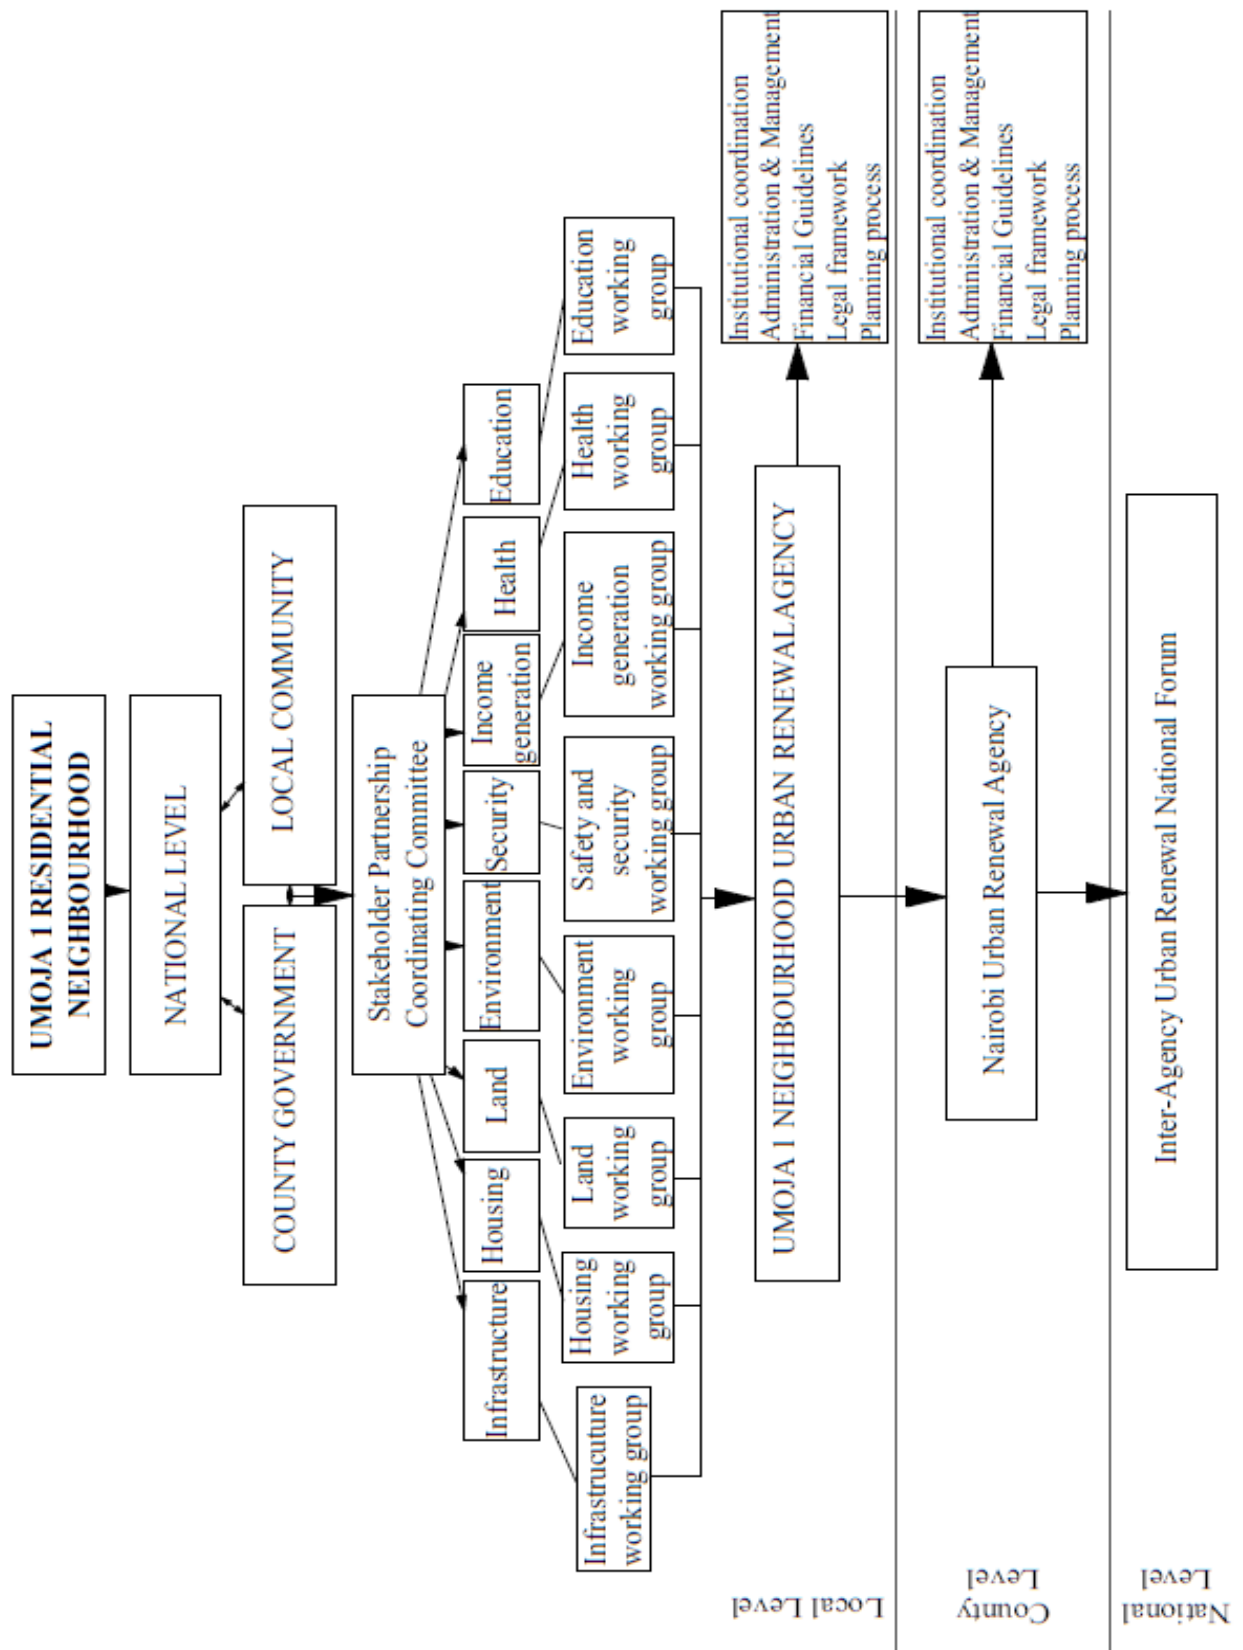 UMOJA 1 RESIDENTIAL
NEIGHBOURHOOD
NATIONAL LEVEL
COUNTY GOVERNMENT
LOCAL COMMUNITY
Stakeholder Partnership
Coordinating Committee
Infrastructure
Housing
Land
Environment
Security
Income
generation
Health
Education
Infrastrucuture
working group
Housing
working
group
Land
working
group
Environment
working
group
Safety and
security
working group
Income
generation
working group
Health
working
group
Education
working
group
Local Level
UMOJA 1 NEIGHBOURHOOD URBAN RENEWALAGENCY
Institutional coordination
Administration & Management
Financial Guidelines
Legal framework
Planning process
County
Level
Nairobi Urban Renewal Agency
Institutional coordination
Administration & Management
Financial Guidelines
Legal framework
Planning process
National
Level
Inter-Agency Urban Renewal National Forum